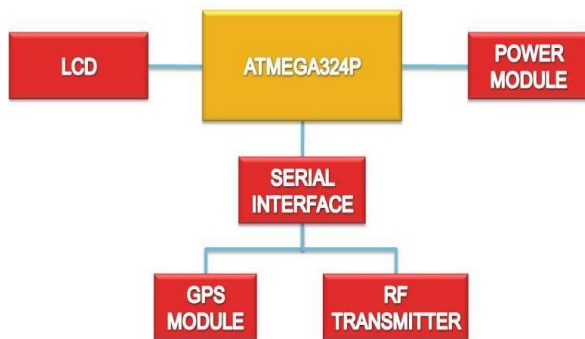 LCD
ATMEGA324P
POWER
MODULE
SERIAL
INTERFACE
GPS
MODULE
RF
TRANSMITTER